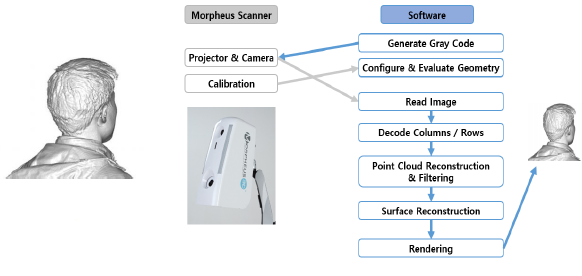 Morpheus Scanner
Software
Generate Gray Code
Projector & Camera
Configure & Evaluate Geometry
Calibration
Read Image
Decode Columns / Rows
Point Cloud Reconstruction
& Filtering
Surface Reconstruction
Rendering
MORPHEUS